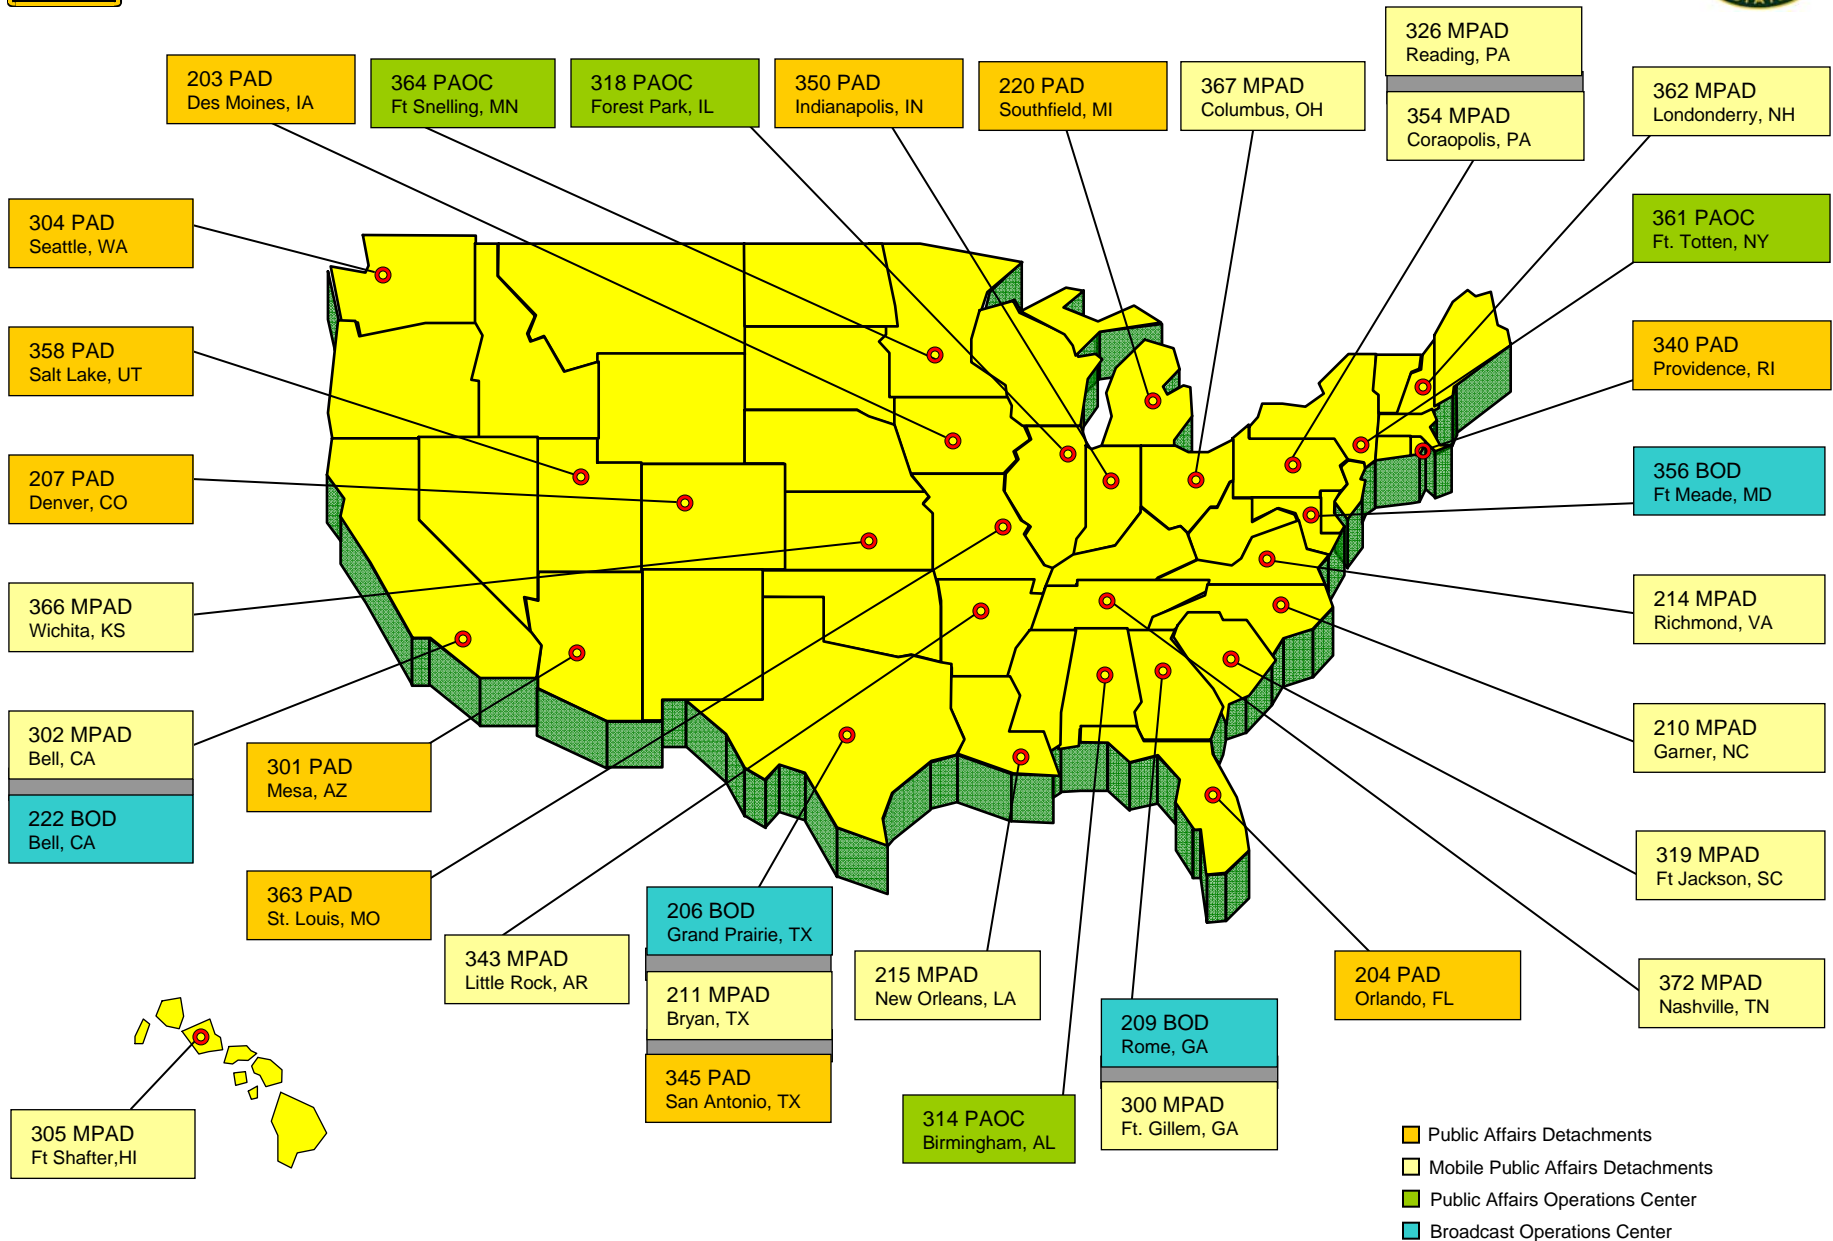 326 MPAD
Reading, PA
203 PAD
Des Moines, IA
364 PAOC
Ft Snelling, MN
318 PAOC
Forest Park, IL
350 PAD
Indianapolis, IN
220 PAD
Southfield, MI
367 MPAD
Columbus, OH
354 MPAD
Coraopolis, PA
362 MPAD
Londonderry, NH
304 PAD
Seattle, WA
361 PAOC
Ft. Totten, NY
358 PAD
Salt Lake, UT
340 PAD
Providence, RI
207 PAD
Denver, CO
356 BOD
Ft Meade, MD
366 MPAD
Wichita, KS
214 MPAD
Richmond, VA
302 MPAD
Bell, CA
222 BOD
Bell, CA
301 PAD
Mesa, AZ
210 MPAD
Garner, NC
363 PAD
St. Louis, MO
319 MPAD
Ft Jackson, SC
343 MPAD
Little Rock, AR
206 BOD
Grand Prairie, TX
211 MPAD
Bryan, TX
345 PAD
San Antonio, TX
215 MPAD
New Orleans, LA
204 PAD
Orlando, FL
372 MPAD
Nashville, TN
209 BOD
Rome, GA
300 MPAD
Ft. Gillem, GA
314 PAOC
Birmingham, AL
305 MPAD
Ft Shafter,HI
Public Affairs Detachments
Mobile Public Affairs Detachments
Public Affairs Operations Center
Broadcast Operations Center